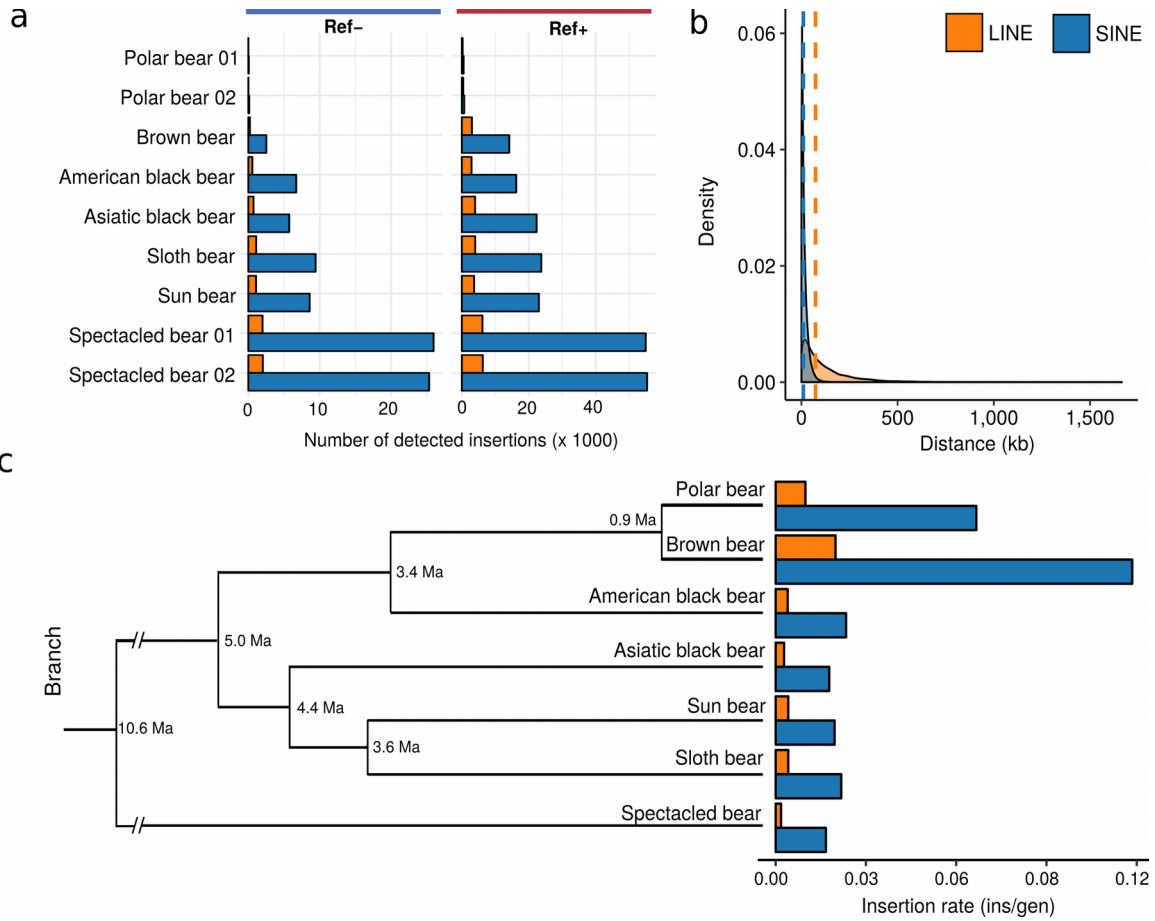 a
Ref−
Ref+
Polar bear 01
Polar bear 02
Brown bear
American black bear
Asiatic black bear
Sloth bear
Sun bear
Spectacled bear 01
Spectacled bear 02
0 10 20
0 20 40
Number of detected insertions (x 1000)
b
LINE SINE
Density
0.06
0.04
0.02
0.00
0 500 1,000 1,500
Distance (kb)
c
Branch
10.6 Ma
5.0 Ma
3.4 Ma
0.9 Ma
4.4 Ma
3.6 Ma
Polar bear
Brown bear
American black bear
Asiatic black bear
Sun bear
Sloth bear
Spectacled bear
0.00 0.03 0.06 0.08 0.12
Insertion rate (ins/gen)